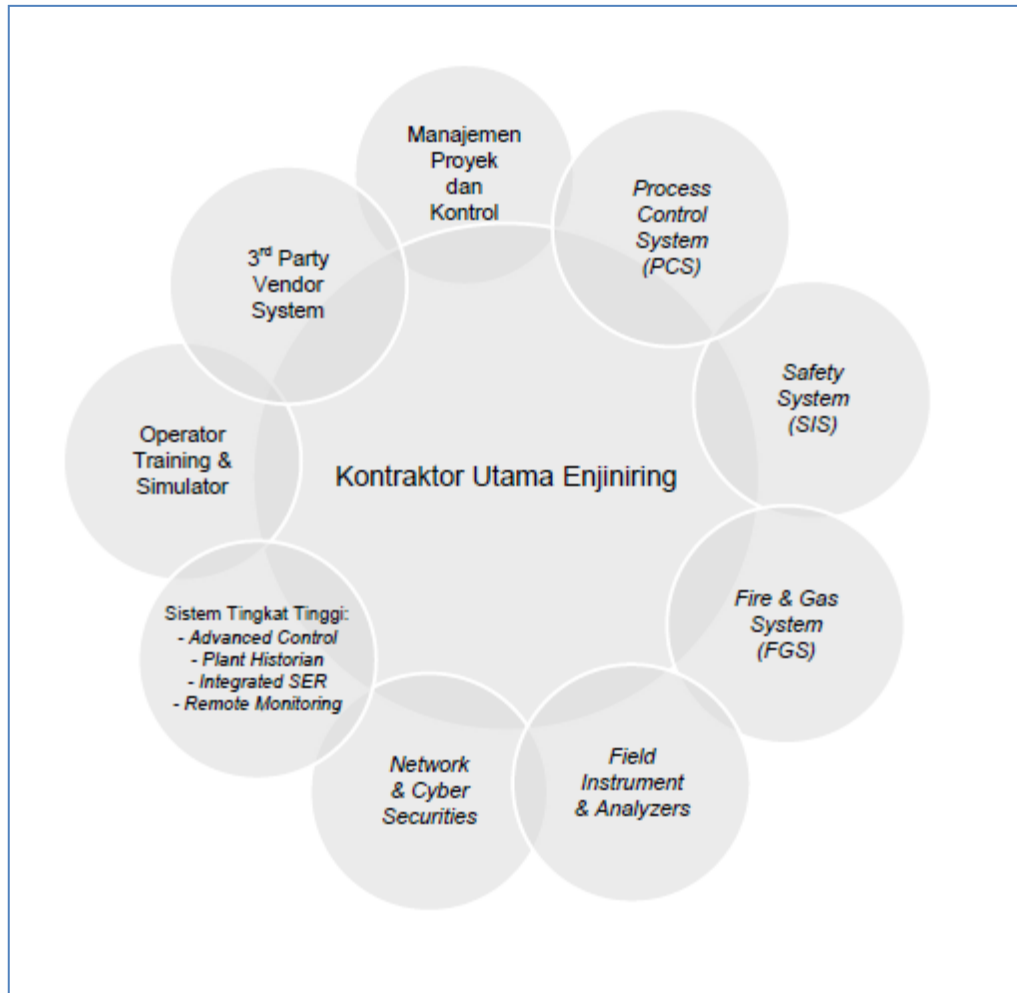 Manajemen
Proyek
dan
Kontrol
Process
Control
System
(PCS)
Safety
System
(SIS)
Fire & Gas
System
(FGS)
Field
Instrument
& Analyzers
Network
& Cyber
Securities
Sistem Tingkat Tinggi:
- Advanced Control
- Plant Historian
- Integrated SER
- Remote Monitoring
Operator
Training &
Simulator
3rd Party
Vendor
System
Kontraktor Utama Enjiniring